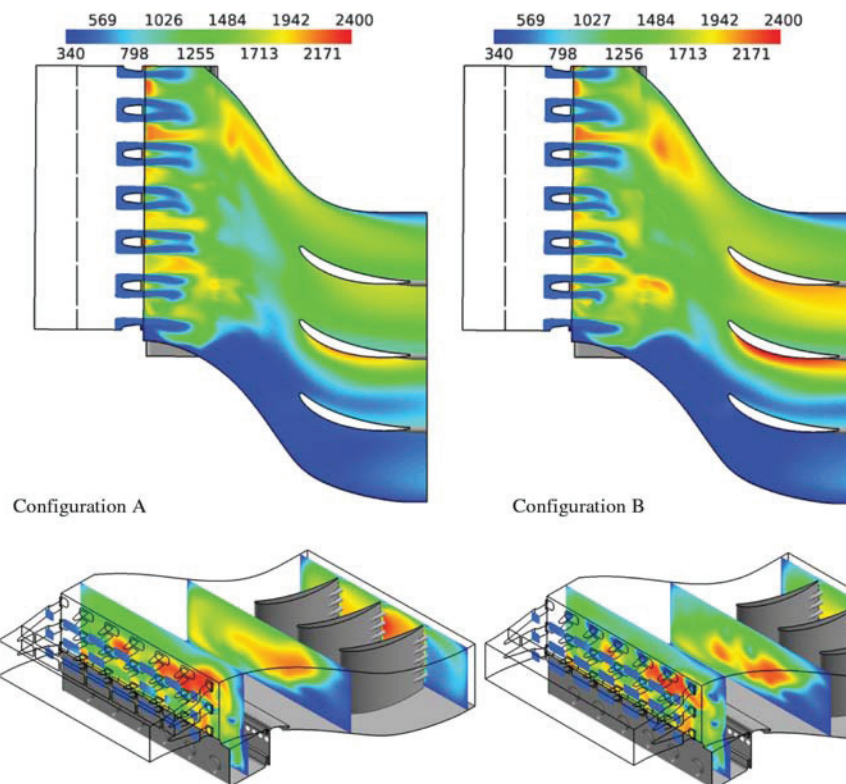 569 1026 1484 1942 2400
340 798 1255 1713 2171
569 1027 1484 1942 2400
340 798 1256 1713 2171
Configuration A
Configuration B